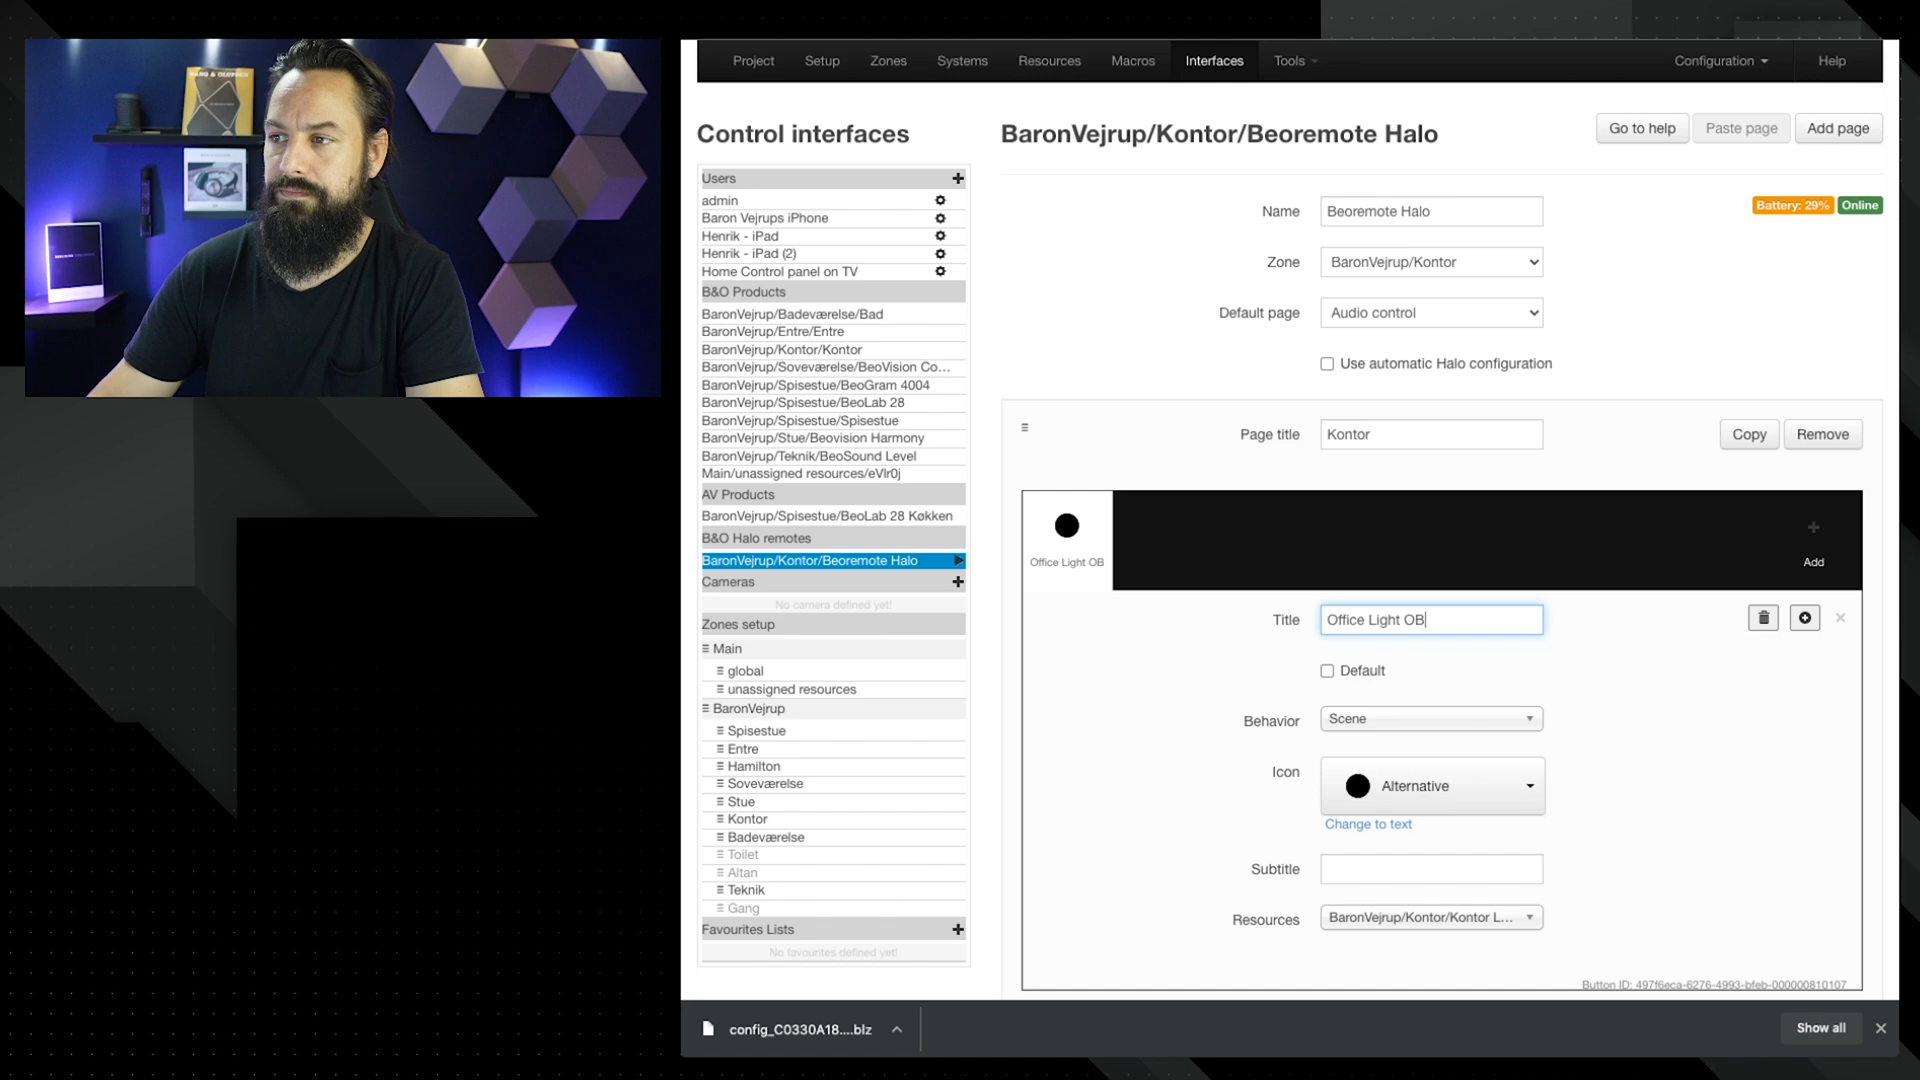 BANG & OLUFSEN
Project Setup Zones Systems Resources Macros Interfaces Tools Configuration Help
Control interfaces
Users
admin
Baron Vejrups iPhone
Henrik - iPad
Henrik - iPad (2)
Home Control panel on TV
B&O Products
BaronVejrup/Badeværelse/Bad
BaronVejrup/Entre/Entre
BaronVejrup/Kontor/Kontor
BaronVejrup/Soveværelse/BeoVision Co...
BaronVejrup/Spisestue/BeoGram 4004
BaronVejrup/Spisestue/BeoLab 28
BaronVejrup/Spisestue/Spisestue
BaronVejrup/Stue/Beovision Harmony
BaronVejrup/Teknik/BeoSound Level
Main/unassigned resources/eVlr0j
AV Products
BaronVejrup/Spisestue/BeoLab 28 Køkken
B&O Halo remotes
BaronVejrup/Kontor/Beoremote Halo
Cameras
No camera defined yet!
Zones setup
Main
global
unassigned resources
BaronVejrup
Spisestue
Entre
Hamilton
Soveværelse
Stue
Kontor
Badeværelse
Toilet
Altan
Teknik
Gang
Favourites Lists
No favourites defined yet!
BaronVejrup/Kontor/Beoremote Halo
Go to help Paste page Add page
Name Beoremote Halo
Battery: 29% Online
Zone BaronVejrup/Kontor
Default page Audio control
Use automatic Halo configuration
Page title Kontor Copy Remove
Office Light OB
Add
Title Office Light OB
Default
Behavior Scene
Icon Alternative
Change to text
Subtitle
Resources BaronVejrup/Kontor/Kontor L...
Button ID: 497f6eca-6276-4993-bfeb-000000810107
config_C0330A18....blz
Show all